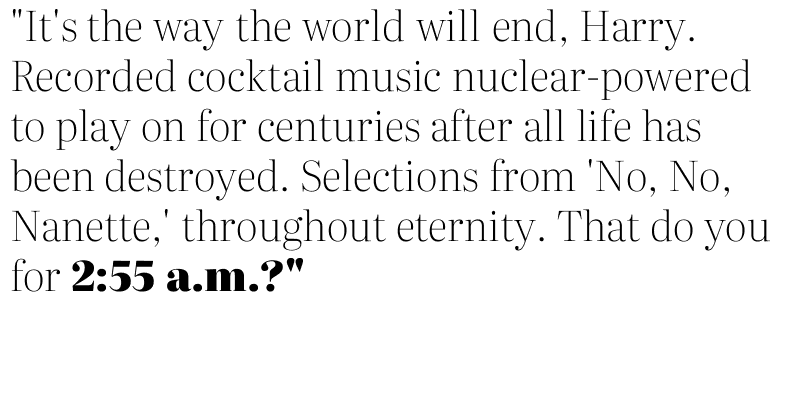 "It's the way the world will end, Harry.
Recorded cocktail music nuclear-powered
to play on for centuries after all life has
been destroyed. Selections from 'No, No,
Nanette,' throughout eternity. That do you
for 2:55 a.m.?"